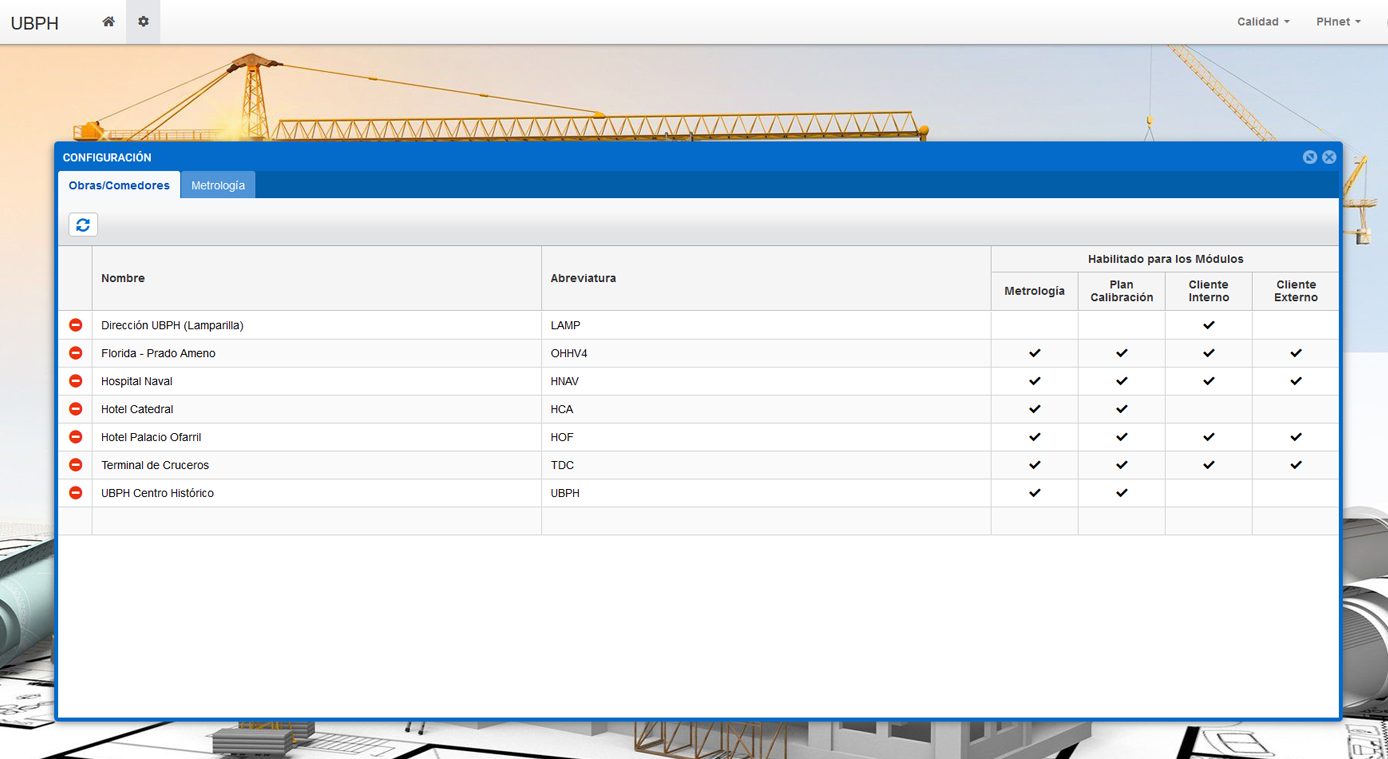 UBPH
Calidad
PHnet
CONFIGURACIÓN
Obras/Comedores
Metrología
Nombre
Abreviatura
Habilitado para los Módulos
Metrología
Plan
Calibración
Cliente
Interno
Cliente
Externo
Dirección UBPH (Lamparilla)
LAMP
Florida - Prado Ameno
OHHV4
Hospital Naval
HNAV
Hotel Catedral
HCA
Hotel Palacio Ofarril
HOF
Terminal de Cruceros
TDC
UBPH Centro Histórico
UBPH